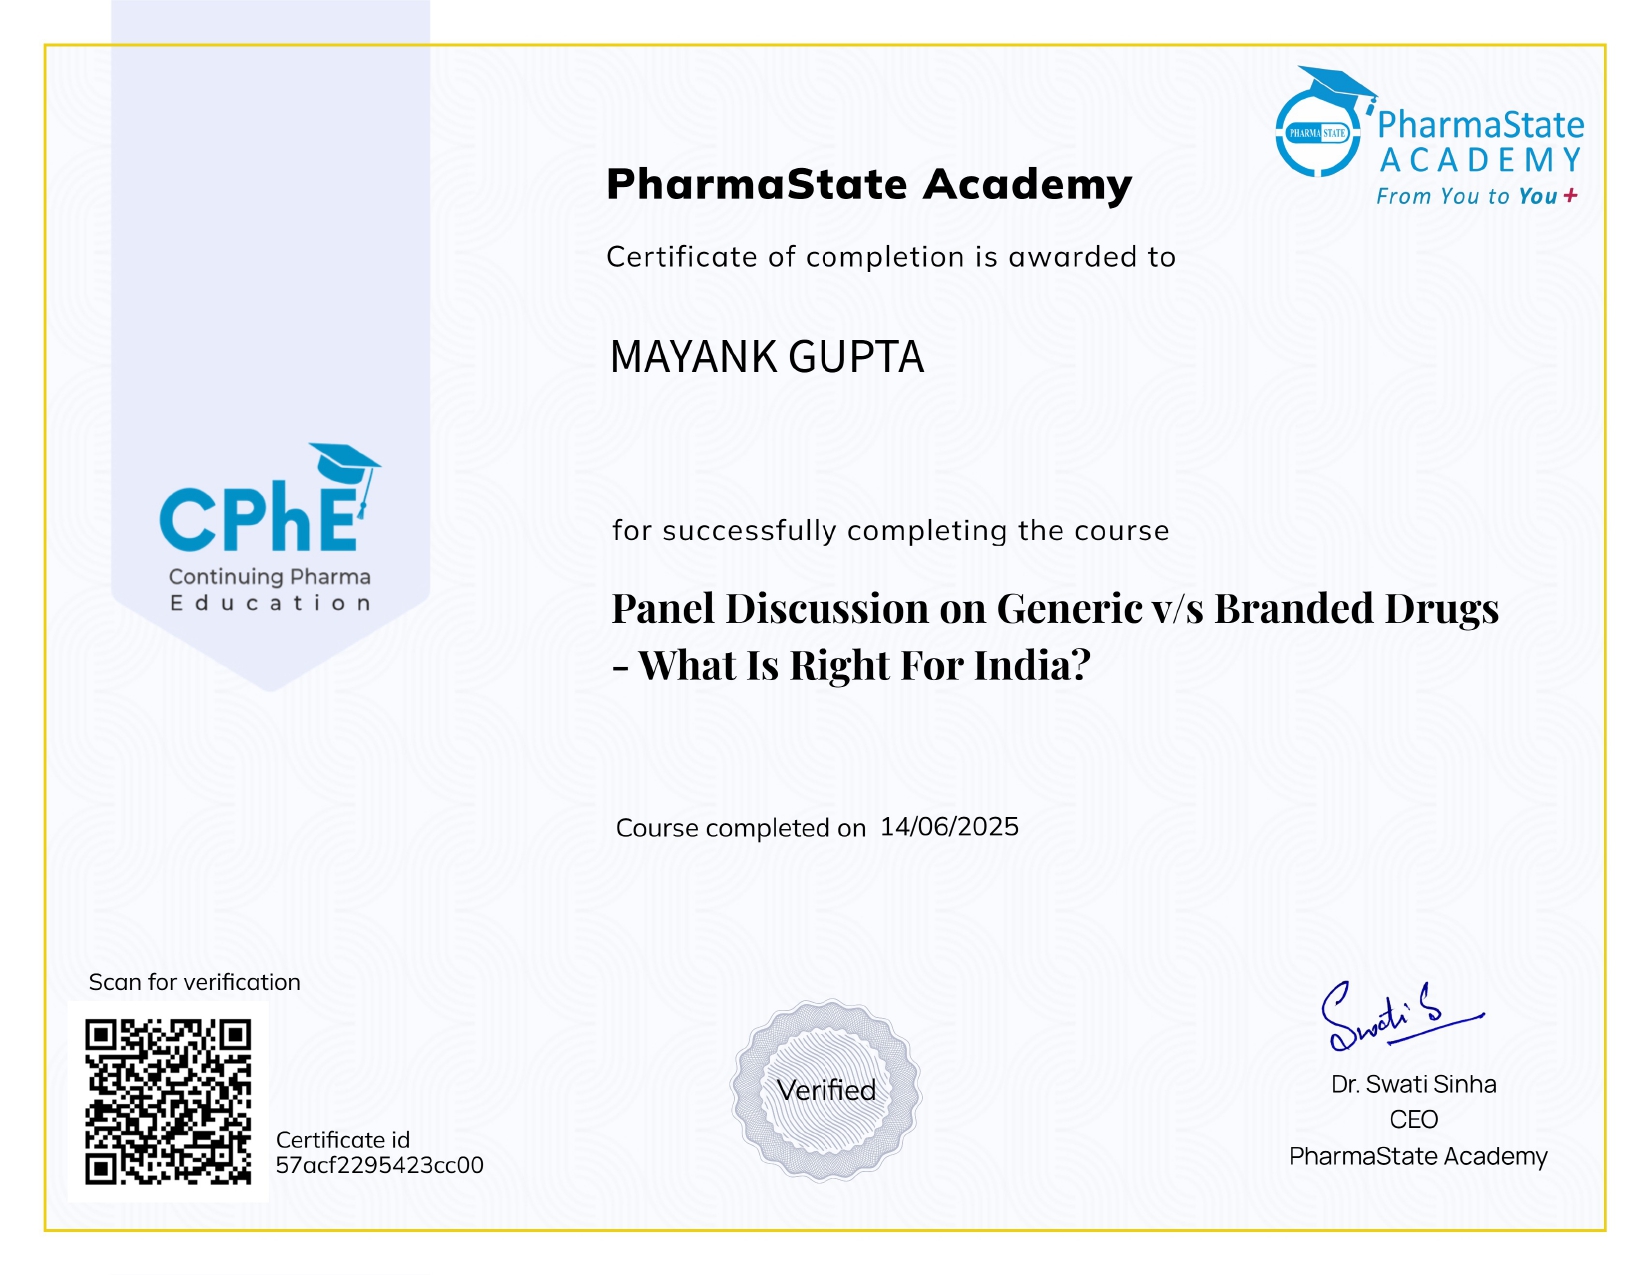 PHARMA STATE
PharmaState
ACADEMY
From You to You +
PharmaState Academy
Certificate of completion is awarded to
MAYANK GUPTA
CPhE
Continuing Pharma
Education
for successfully completing the course
Panel Discussion on Generic v/s Branded Drugs
- What Is Right For India?
Course completed on 14/06/2025
Scan for verification
Certificate id
57acf2295423cc00
Verified
Swati S
Dr. Swati Sinha
CEO
PharmaState Academy